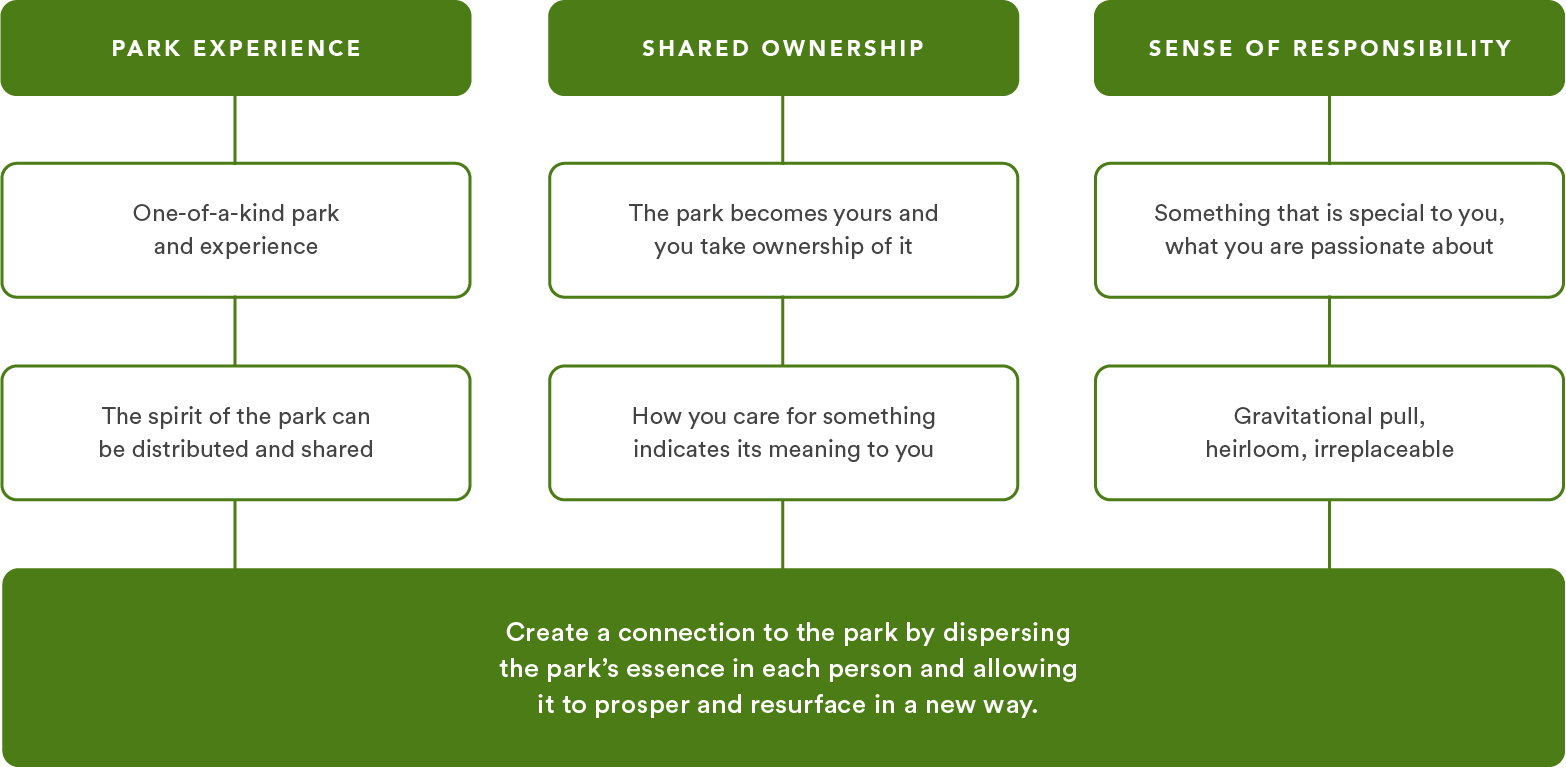 PARK EXPERIENCE
SHARED OWNERSHIP
SENSE OF RESPONSIBILITY
One-of-a-kind park
and experience
The park becomes yours and
you take ownership of it
Something that is special to you,
what you are passionate about
The spirit of the park can
be distributed and shared
How you care for something
indicates its meaning to you
Gravitational pull,
heirloom, irreplaceable
Create a connection to the park by dispersing
the park’s essence in each person and allowing
it to prosper and resurface in a new way.